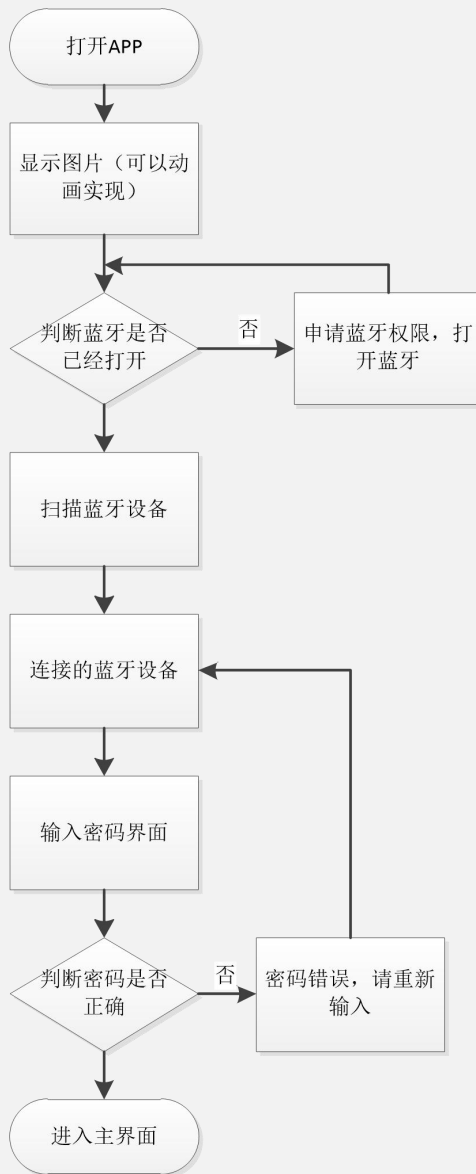 打开APP
显示图片（可以动
画实现）
判断蓝牙是否
已经打开
否
申请蓝牙权限，打
开蓝牙
扫描蓝牙设备
连接的蓝牙设备
输入密码界面
判断密码是否
正确
否
密码错误，请重新
输入
进入主界面